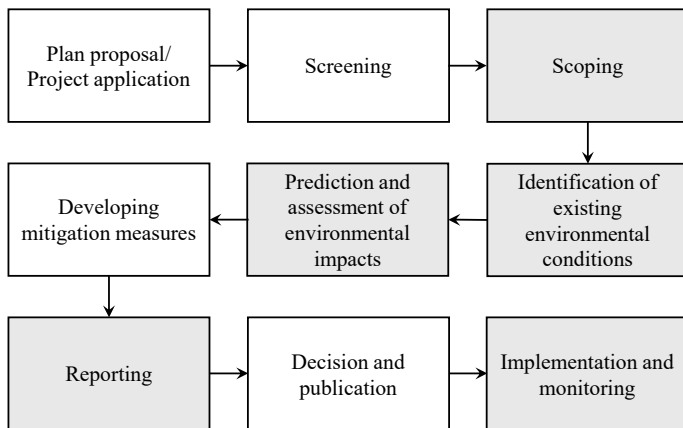 Plan proposal/
Project application
Screening
Scoping
Developing
mitigation measures
Prediction and
assessment of
environmental
impacts
Identification of
existing
environmental
conditions
Reporting
Decision and
publication
Implementation and
monitoring